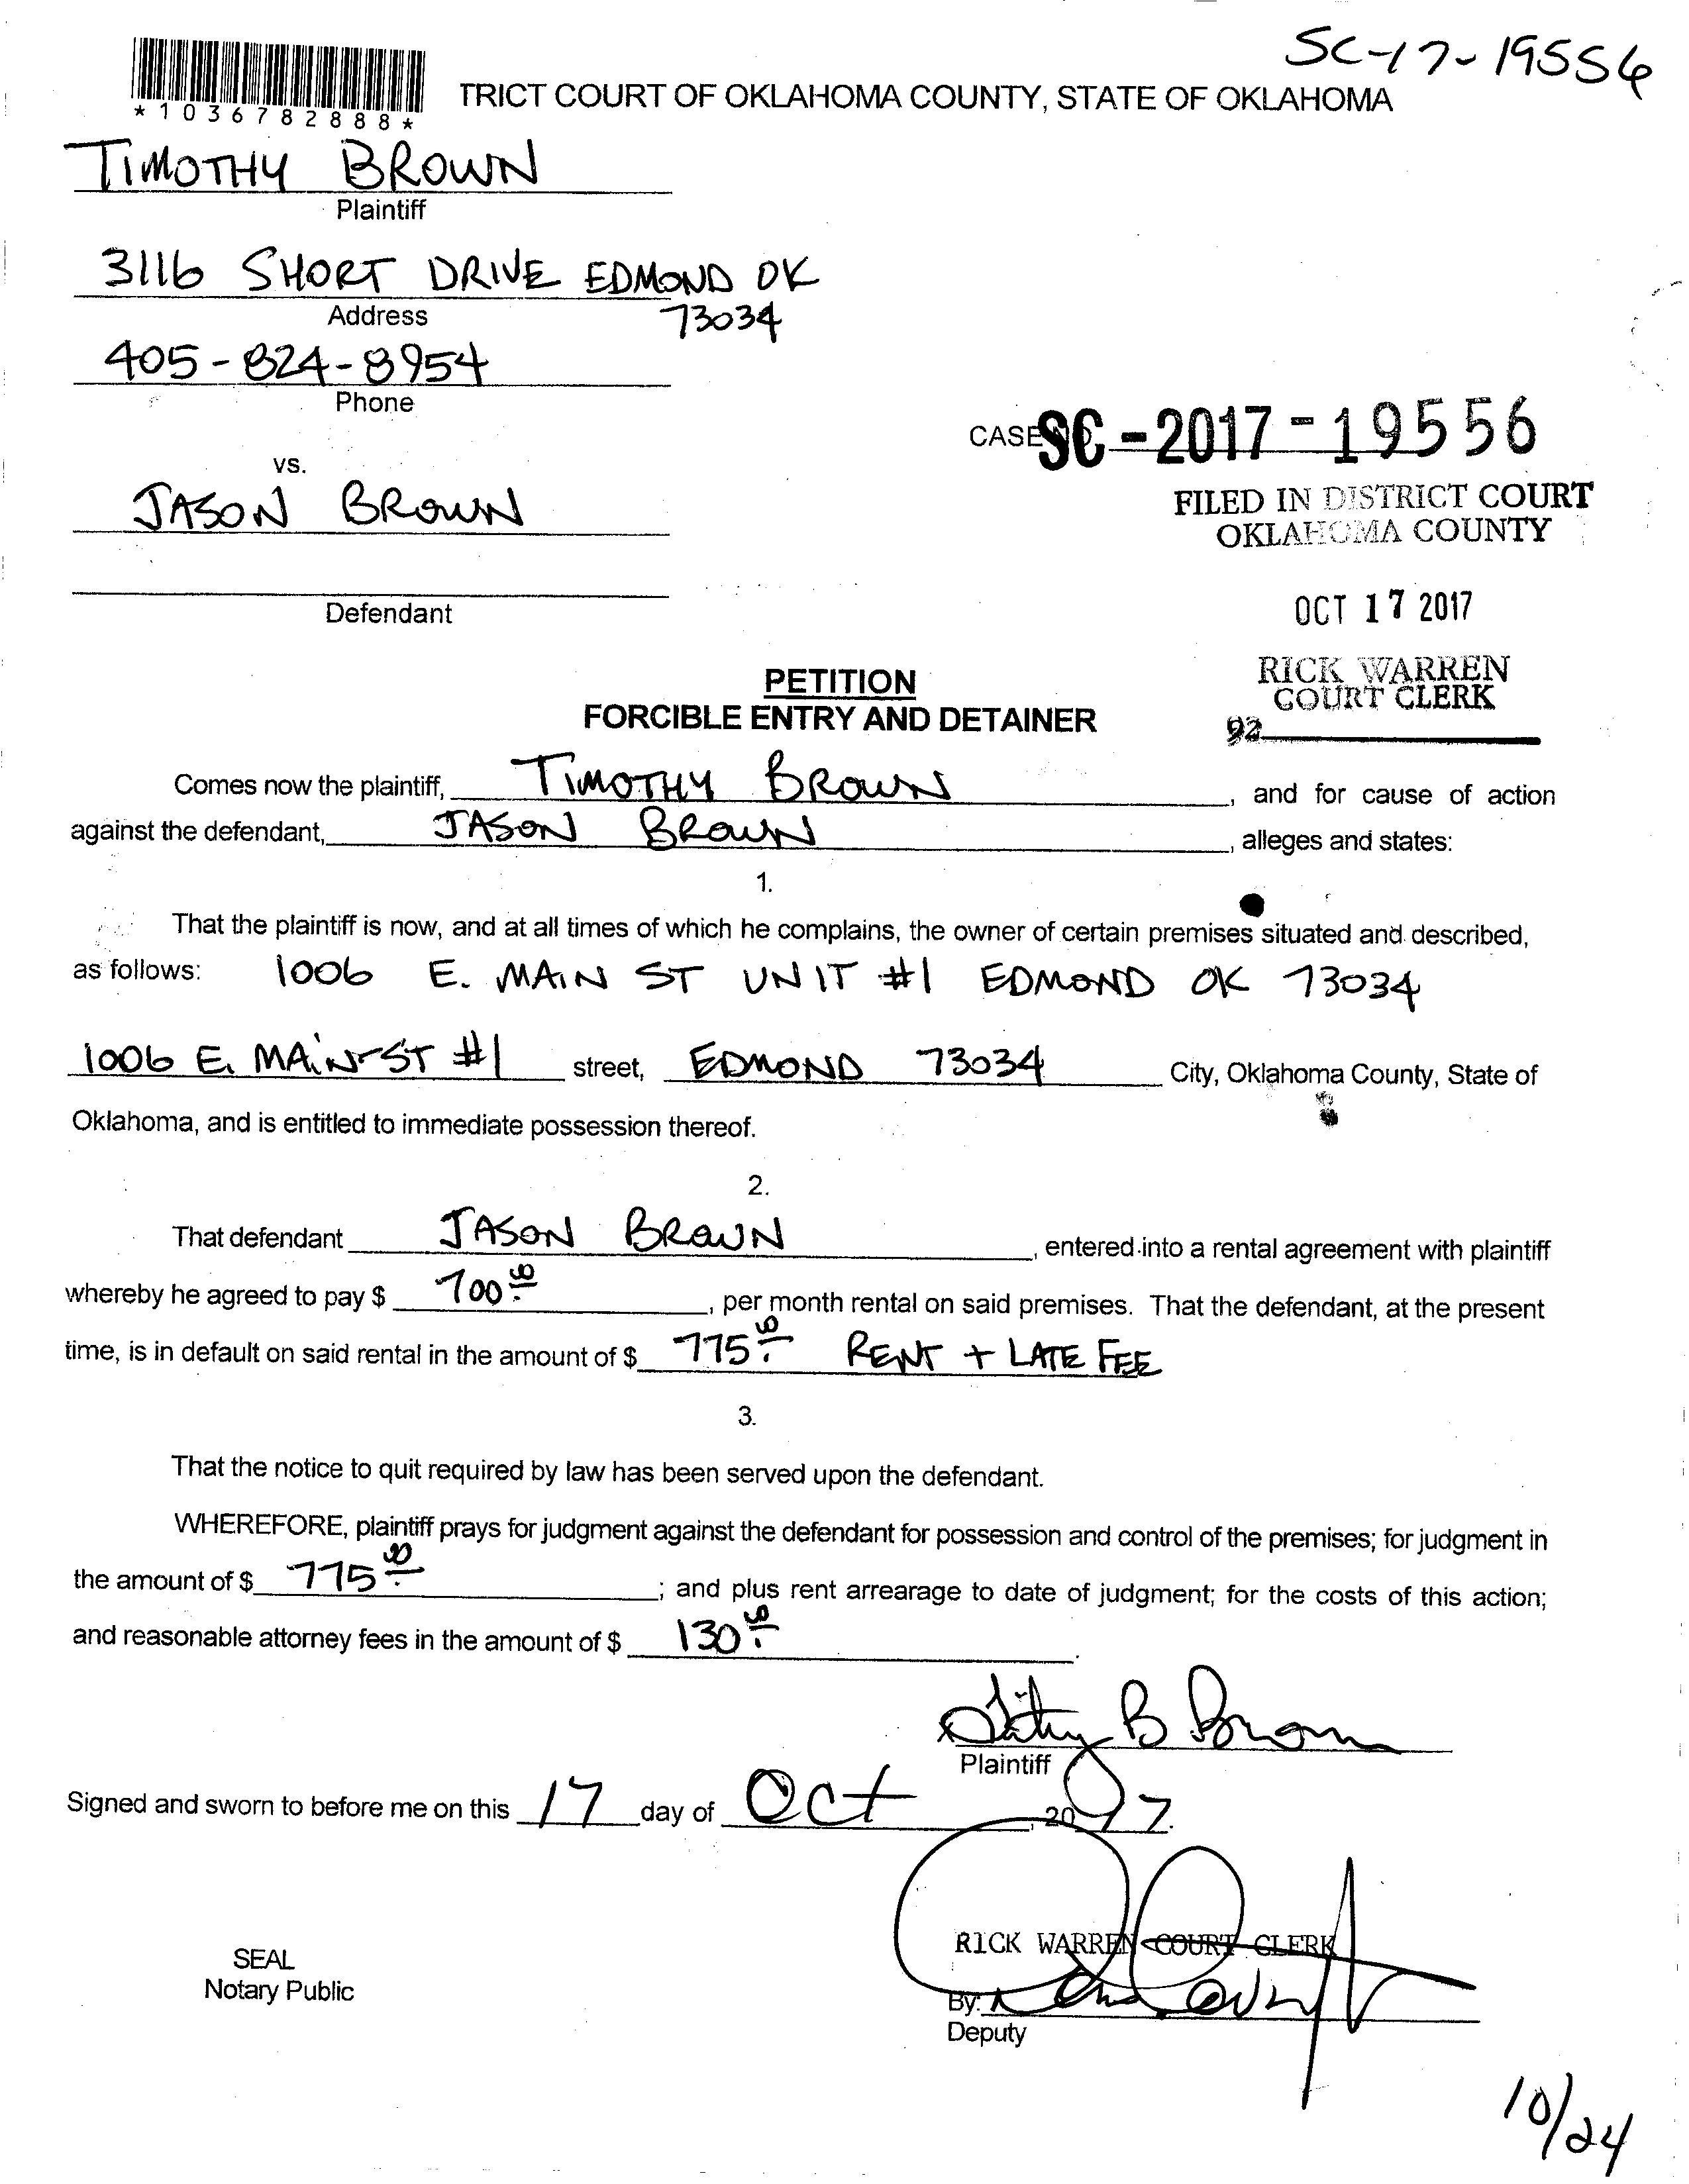 SC-17-19556
*1036782888*
TRICT COURT OF OKLAHOMA COUNTY, STATE OF OKLAHOMA
TIMOTHY BROWN
Plaintiff
3116 SHORT DRIVE EDMOND OK
73034
Address
405-824-8954
Phone
CASE SC-2017-19556
vs.
FILED IN DISTRICT COURT
OKLAHOMA COUNTY
JASON BROWN
Defendant
OCT 17 2017
RICK WARREN
COURT CLERK
92
PETITION
FORCIBLE ENTRY AND DETAINER
Comes now the plaintiff, TIMOTHY BROWN, and for cause of action
against the defendant, JASON BROWN, alleges and states:
1.
That the plaintiff is now, and at all times of which he complains, the owner of certain premises situated and described,
as follows: 1006 E. MAIN ST UNIT #1 EDMOND OK 73034
1006 E. MAIN ST #1 street, EDMOND 73034 City, Oklahoma County, State of
Oklahoma, and is entitled to immediate possession thereof.
2.
That defendant JASON BROWN, entered into a rental agreement with plaintiff
whereby he agreed to pay $ 700.00, per month rental on said premises. That the defendant, at the present
time, is in default on said rental in the amount of $ 775.00 RENT + LATE FEE
3.
That the notice to quit required by law has been served upon the defendant.
WHEREFORE, plaintiff prays for judgment against the defendant for possession and control of the premises; for judgment in
the amount of $ 775.00; and plus rent arrearage to date of judgment; for the costs of this action;
and reasonable attorney fees in the amount of $ 130.00.
B Brown
Plaintiff
Signed and sworn to before me on this 17 day of Oct, 2017.
RICK WARREN COURT CLERK
SEAL
Notary Public
By:
Deputy
10/24